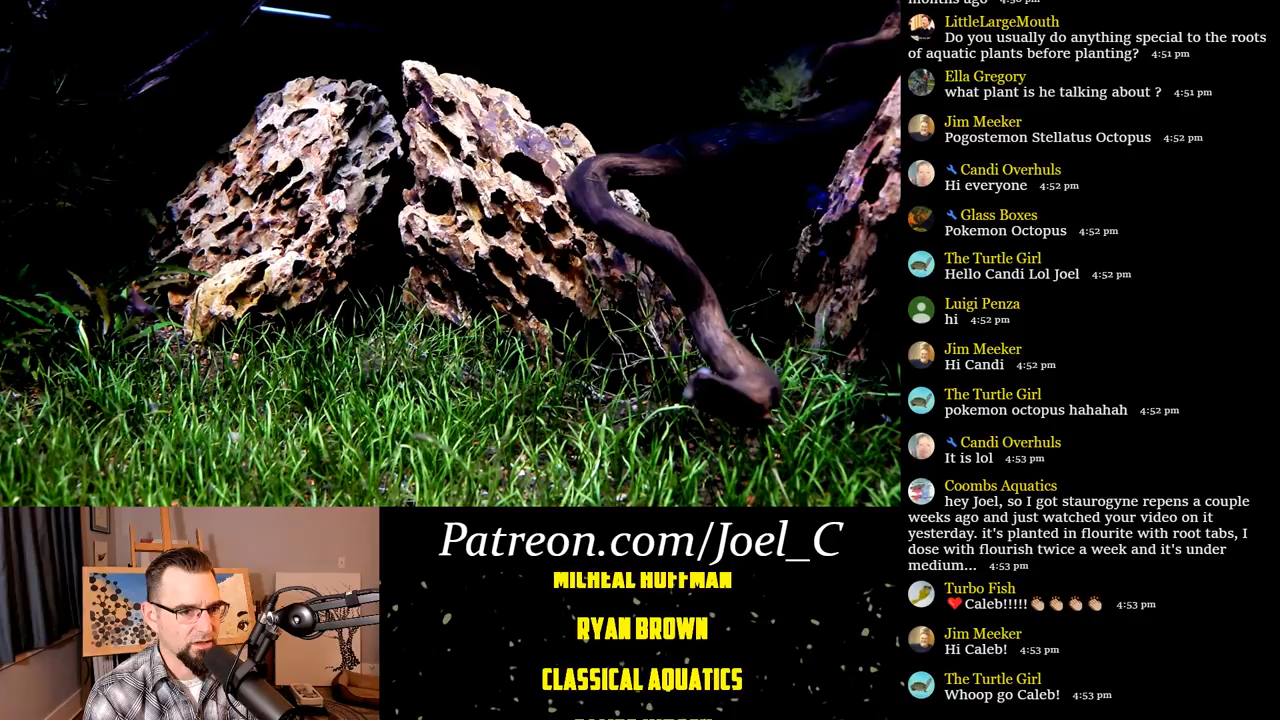 months ago 4:50 pm
LittleLargeMouth
Do you usually do anything special to the roots
of aquatic plants before planting? 4:51 pm
Ella Gregory
what plant is he talking about ? 4:51 pm
Jim Meeker
Pogostemon Stellatus Octopus 4:52 pm
Candi Overhuls
Hi everyone 4:52 pm
Glass Boxes
Pokemon Octopus 4:52 pm
The Turtle Girl
Hello Candi Lol Joel 4:52 pm
Luigi Penza
hi 4:52 pm
Jim Meeker
Hi Candi 4:52 pm
The Turtle Girl
pokemon octopus hahahah 4:52 pm
Candi Overhuls
It is lol 4:53 pm
Coombs Aquatics
hey Joel, so I got staurogyne repens a couple
weeks ago and just watched your video on it
yesterday. it's planted in flourite with root tabs, I
dose with flourish twice a week and it's under
medium... 4:53 pm
Turbo Fish
❤️Caleb!!!!!👏🏼👏🏼👏🏼👏🏼 4:53 pm
Jim Meeker
Hi Caleb! 4:53 pm
The Turtle Girl
Whoop go Caleb! 4:53 pm
Patreon.com/Joel_C
MICHEAL HUFFMAN
RYAN BROWN
CLASSICAL AQUATICS